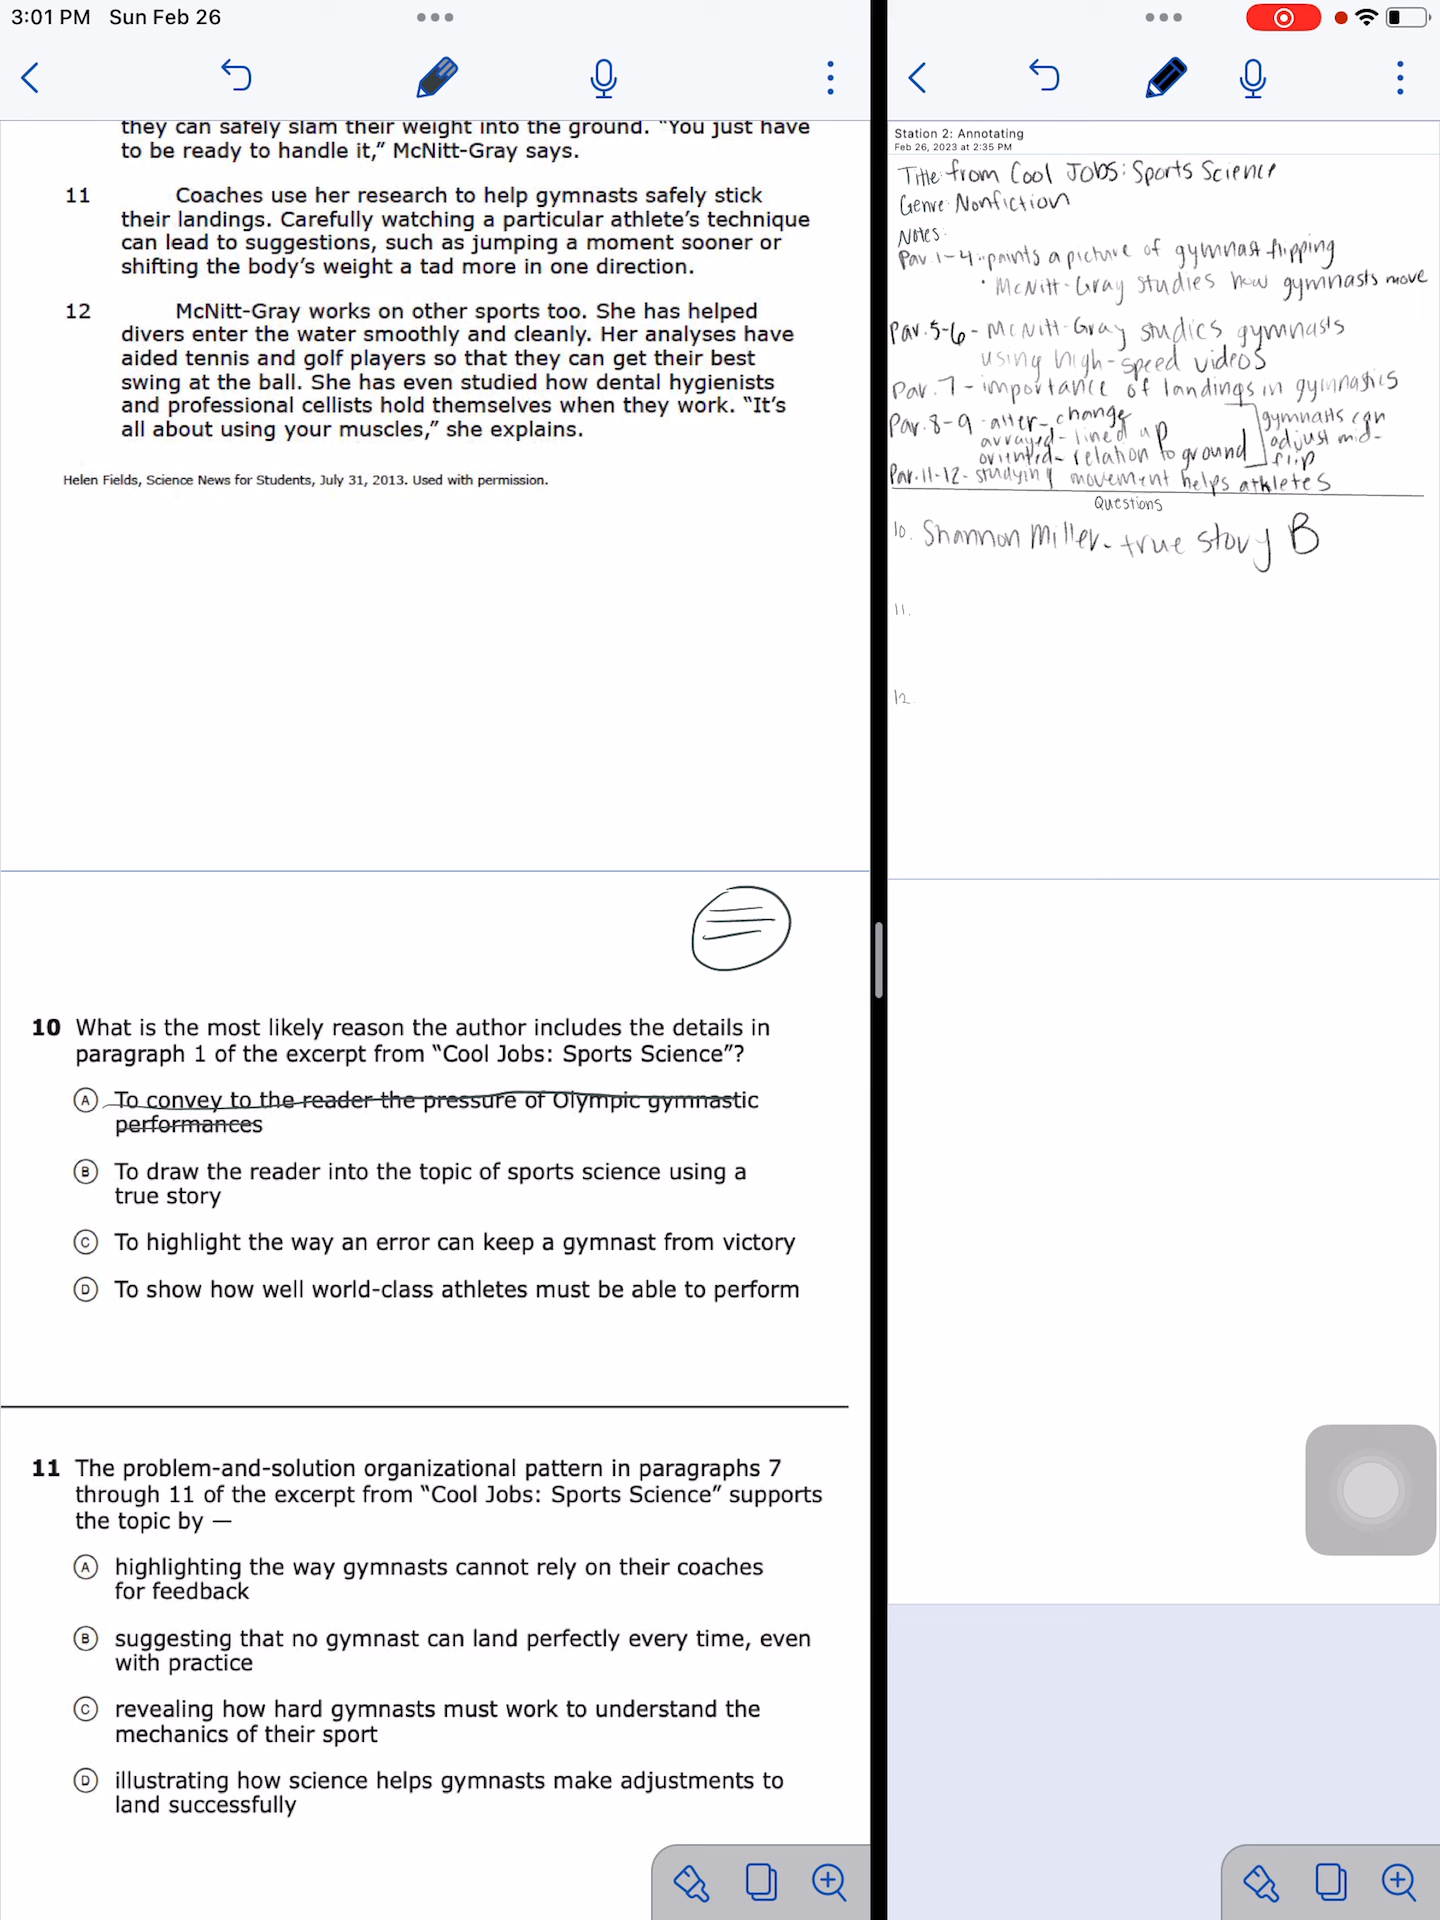 3:01 PM Sun Feb 26
they can safely slam their weight into the ground. “You just have
to be ready to handle it,” McNitt-Gray says.
11 Coaches use her research to help gymnasts safely stick
their landings. Carefully watching a particular athlete’s technique
can lead to suggestions, such as jumping a moment sooner or
shifting the body’s weight a tad more in one direction.
12 McNitt-Gray works on other sports too. She has helped
divers enter the water smoothly and cleanly. Her analyses have
aided tennis and golf players so that they can get their best
swing at the ball. She has even studied how dental hygienists
and professional cellists hold themselves when they work. “It’s
all about using your muscles,” she explains.
Helen Fields, Science News for Students, July 31, 2013. Used with permission.
10 What is the most likely reason the author includes the details in
paragraph 1 of the excerpt from “Cool Jobs: Sports Science”?
A To convey to the reader the pressure of Olympic gymnastic
performances
B To draw the reader into the topic of sports science using a
true story
C To highlight the way an error can keep a gymnast from victory
D To show how well world-class athletes must be able to perform
11 The problem-and-solution organizational pattern in paragraphs 7
through 11 of the excerpt from “Cool Jobs: Sports Science” supports
the topic by —
A highlighting the way gymnasts cannot rely on their coaches
for feedback
B suggesting that no gymnast can land perfectly every time, even
with practice
C revealing how hard gymnasts must work to understand the
mechanics of their sport
D illustrating how science helps gymnasts make adjustments to
land successfully
Station 2: Annotating
Feb 26, 2023 at 2:35 PM
Title: from Cool Jobs: Sports Science
Genre: Nonfiction
Notes:
Par. 1-4 - paints a picture of gymnast flipping
• McNitt-Gray studies how gymnasts move
Par. 5-6 - McNitt-Gray studies gymnasts
using high-speed videos
Par. 7 - importance of landings in gymnastics
Par. 8-9 - alter - change
arrayed - lined up
oriented - relation to ground
gymnasts can
adjust mid-
flip
Par. 11-12 - studying movement helps athletes
Questions
10. Shannon Miller - true story B
11.
12.